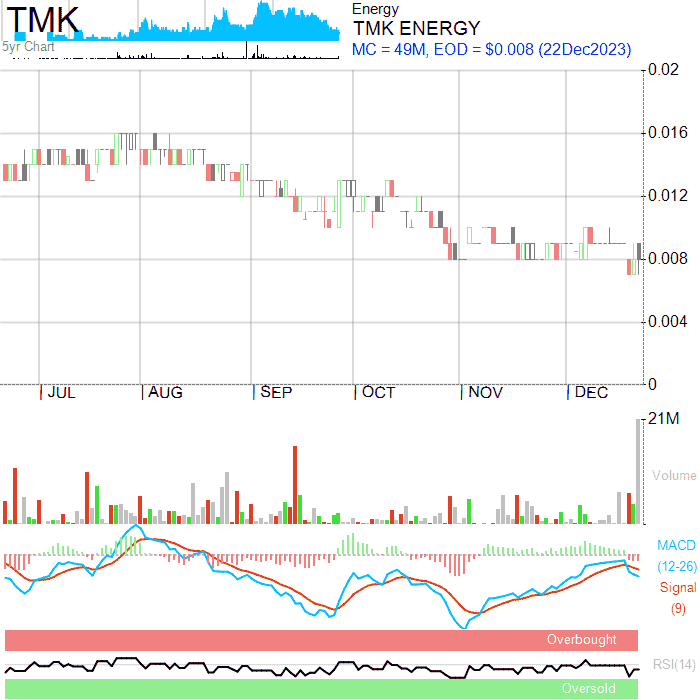 TMK
5yr Chart
Energy
TMK ENERGY
MC = 49M, EOD = $0.008 (22Dec2023)
0.02
0.016
0.012
0.008
0.004
0
JUL AUG SEP OCT NOV DEC
21M
Volume
MACD
(12-26)
Signal
(9)
Overbought
RSI(14)
Oversold